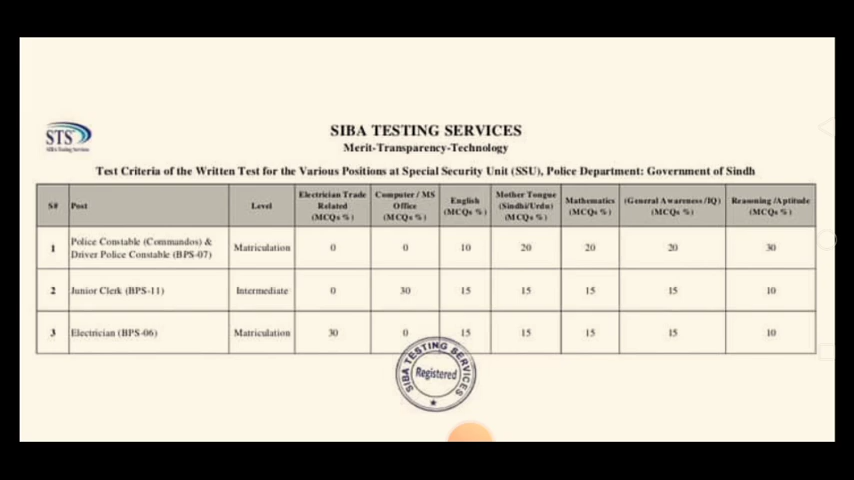 STS
SIBA Testing Services
SIBA TESTING SERVICES
Merit-Transparency-Technology
Test Criteria of the Written Test for the Various Positions at Special Security Unit (SSU), Police Department: Government of Sindh
S# Post Level Electrician Trade Related (MCQs %) Computer / MS Office (MCQs %) English (MCQs %) Mother Tongue (Sindhi/Urdu) (MCQs %) Mathematics (MCQs %) (General Awareness /IQ) (MCQs %) Reasoning /Aptitude (MCQs %)
1 Police Constable (Commandos) & Driver Police Constable (BPS-07) Matriculation 0 0 10 20 20 20 30
2 Junior Clerk (BPS-11) Intermediate 0 30 15 15 15 15 10
3 Electrician (BPS-06) Matriculation 30 0 15 15 15 15 10
SIBA TESTING SERVICES
Registered